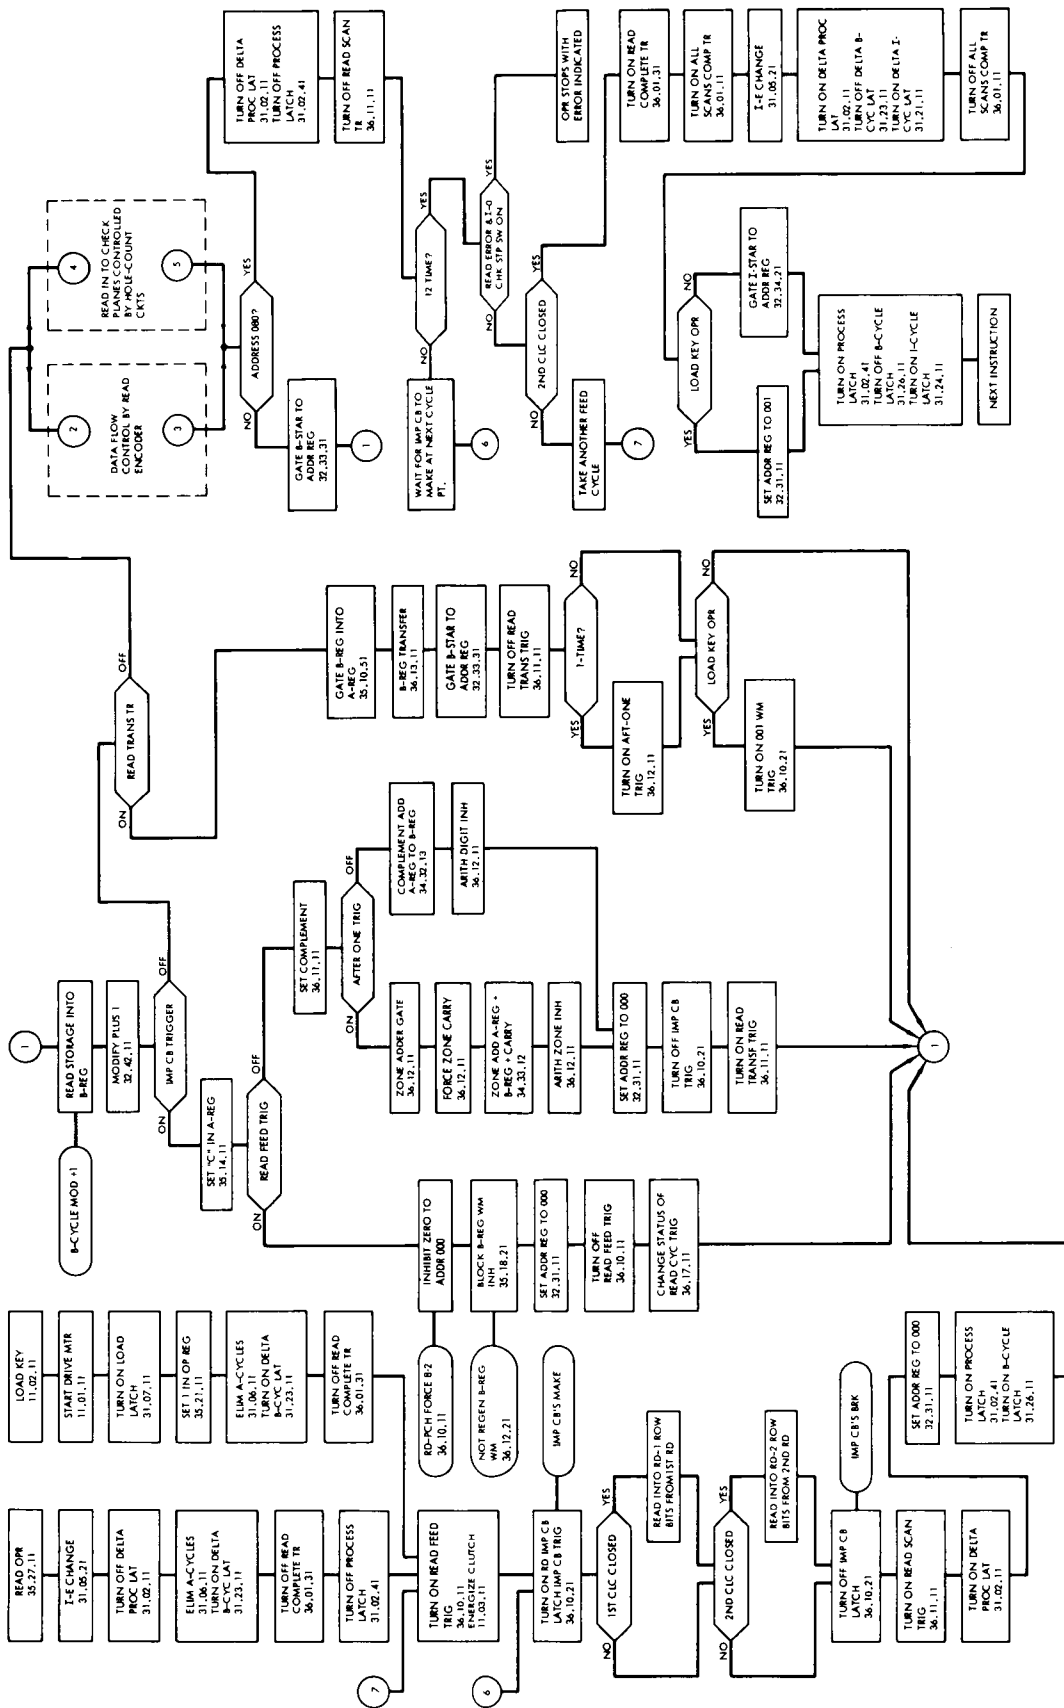 READ OPR
35.27.11
I-E CHANGE
31.05.21
TURN OFF DELTA
PROC LAT
31.02.11
ELIM A-CYCLES
31.06.11
TURN ON DELTA
B-CYC LAT
31.23.11
TURN OFF READ
COMPLETE TR
36.01.31
TURN OFF PROCESS
LATCH
31.02.41
7
TURN ON READ FEED
TRIG
36.10.11
ENERGIZE CLUTCH
11.03.11
6
TURN ON RD IMP CB
LATCH IMP CB TRIG
36.10.21
IMP CB'S MAKE
1ST CLC CLOSED
NO
YES
READ INTO RD-1 ROW
BITS FROM 1ST RD
2ND CLC CLOSED
NO
YES
READ INTO RD-2 ROW
BITS FROM 2ND RD
IMP CB'S BRK
TURN OFF IMP CB
LATCH
36.10.21
TURN ON READ SCAN
TRIG
36.11.11
TURN ON DELTA
PROC LAT
31.02.11
SET ADDR REG TO 000
32.31.11
TURN ON PROCESS
LATCH
31.02.41
TURN ON B-CYCLE
LATCH
31.26.11
LOAD KEY
11.02.11
START DRIVE MTR
11.01.11
TURN ON LOAD
LATCH
31.07.11
SET 1 IN OP REG
35.21.11
ELIM A-CYCLES
31.06.11
TURN ON DELTA
B-CYC LAT
31.23.11
TURN OFF READ
COMPLETE TR
36.01.31
1
B-CYCLE MOD +1
READ STORAGE INTO
B-REG
MODIFY PLUS 1
32.42.11
IMP CB TRIGGER
ON
OFF
SET "C" IN A-REG
35.14.11
READ FEED TRIG
ON
OFF
RD-PCH FORCE 8-2
36.10.11
INHIBIT ZERO TO
ADDR 000
NOT REGEN B-REG
WM
36.12.21
BLOCK B-REG WM
INH
35.18.21
SET ADDR REG TO 000
32.31.11
TURN OFF
READ FEED TRIG
36.10.11
CHANGE STATUS OF
READ CYC TRIG
36.17.11
SET COMPLEMENT
36.11.11
AFTER ONE TRIG
ON
OFF
ZONE ADDER GATE
36.12.11
FORCE ZONE CARRY
36.12.11
ZONE ADD A-REG +
B-REG + CARRY
34.33.12
ARITH ZONE INH
36.12.11
COMPLEMENT ADD
A-REG TO B-REG
34.32.13
ARITH DIGIT INH
36.12.11
SET ADDR REG TO 000
32.31.11
TURN OFF IMP CB
TRIG
36.10.21
TURN ON READ
TRANSF TRIG
36.11.11
1
READ TRANS TR
ON
OFF
GATE B-REG INTO
A-REG
35.10.51
B-REG TRANSFER
36.13.11
GATE B-STAR TO
ADDR REG
32.33.31
TURN OFF READ
TRANS TRIG
36.11.11
1-TIME?
YES
NO
TURN ON AFT-ONE
TRIG
36.12.11
LOAD KEY OPR
YES
NO
TURN ON 001 WM
TRIG
36.10.21
2
DATA FLOW
CONTROL BY READ
ENCODER
3
4
READ IN TO CHECK
PLANES CONTROLLED
BY HOLE-COUNT
CKTS
5
ADDRESS 080?
NO
YES
GATE B-STAR TO
ADDR REG
32.33.31
1
TURN OFF DELTA
PROC LAT
31.02.11
TURN OFF PROCESS
LATCH
31.02.41
TURN OFF READ SCAN
TR
36.11.11
12 TIME?
NO
YES
WAIT FOR IMP CB TO
MAKE AT NEXT CYCLE
PT.
6
READ ERROR & I-O
CHK STP SW ON
NO
YES
OPR STOPS WITH
ERROR INDICATED
2ND CLC CLOSED
NO
YES
TAKE ANOTHER FEED
CYCLE
7
TURN ON READ
COMPLETE TR
36.01.31
TURN ON ALL
SCANS COMP TR
36.01.11
I-E CHANGE
31.05.21
TURN ON DELTA PROC
LAT
31.02.11
TURN OFF DELTA B-
CYC LAT
31.23.11
TURN ON DELTA I-
CYC LAT
31.21.11
TURN OFF ALL
SCANS COMP TR
36.01.11
LOAD KEY OPR
YES
NO
SET ADDR REG TO 001
32.31.11
GATE I-STAR TO
ADDR REG
32.34.21
TURN ON PROCESS
LATCH
31.02.41
TURN OFF B-CYCLE
LATCH
31.26.11
TURN ON I-CYCLE
LATCH
31.24.11
NEXT INSTRUCTION